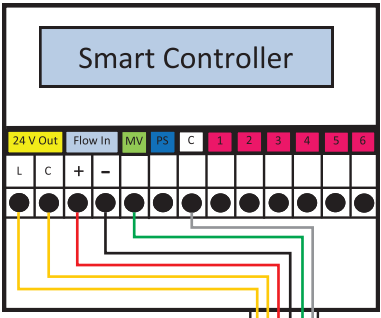 Smart Controller
24 V Out Flow In MV PS C 1 2 3 4 5 6
L C + –